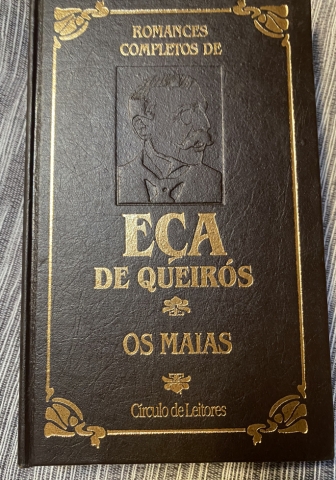 ROMANCES
COMPLETOS DE
EÇA
DE QUEIRÓS
OS MAIAS
Círculo de Leitores